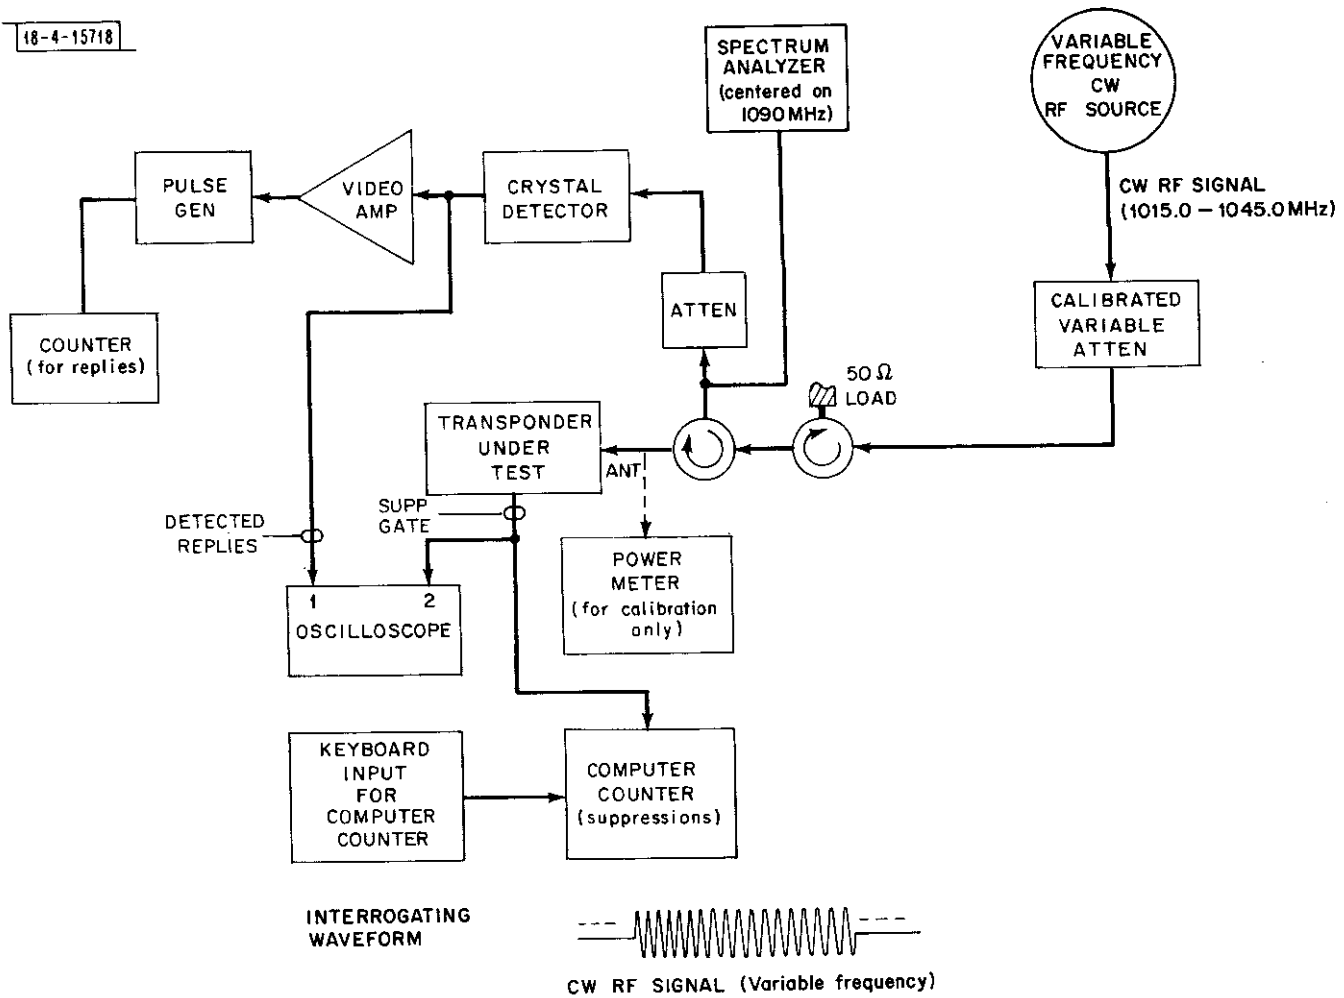 18-4-15718
SPECTRUM
ANALYZER
(centered on
1090 MHz)
VARIABLE
FREQUENCY
CW
RF SOURCE
PULSE
GEN
VIDEO
AMP
CRYSTAL
DETECTOR
CW RF SIGNAL
(1015.0 – 1045.0 MHz)
ATTEN
CALIBRATED
VARIABLE
ATTEN
COUNTER
(for replies)
50 Ω
LOAD
TRANSPONDER
UNDER
TEST
ANT
SUPP
GATE
DETECTED
REPLIES
POWER
METER
(for calibration
only)
1 2
OSCILLOSCOPE
KEYBOARD
INPUT
FOR
COMPUTER
COUNTER
COMPUTER
COUNTER
(suppressions)
INTERROGATING
WAVEFORM
CW RF SIGNAL (Variable frequency)